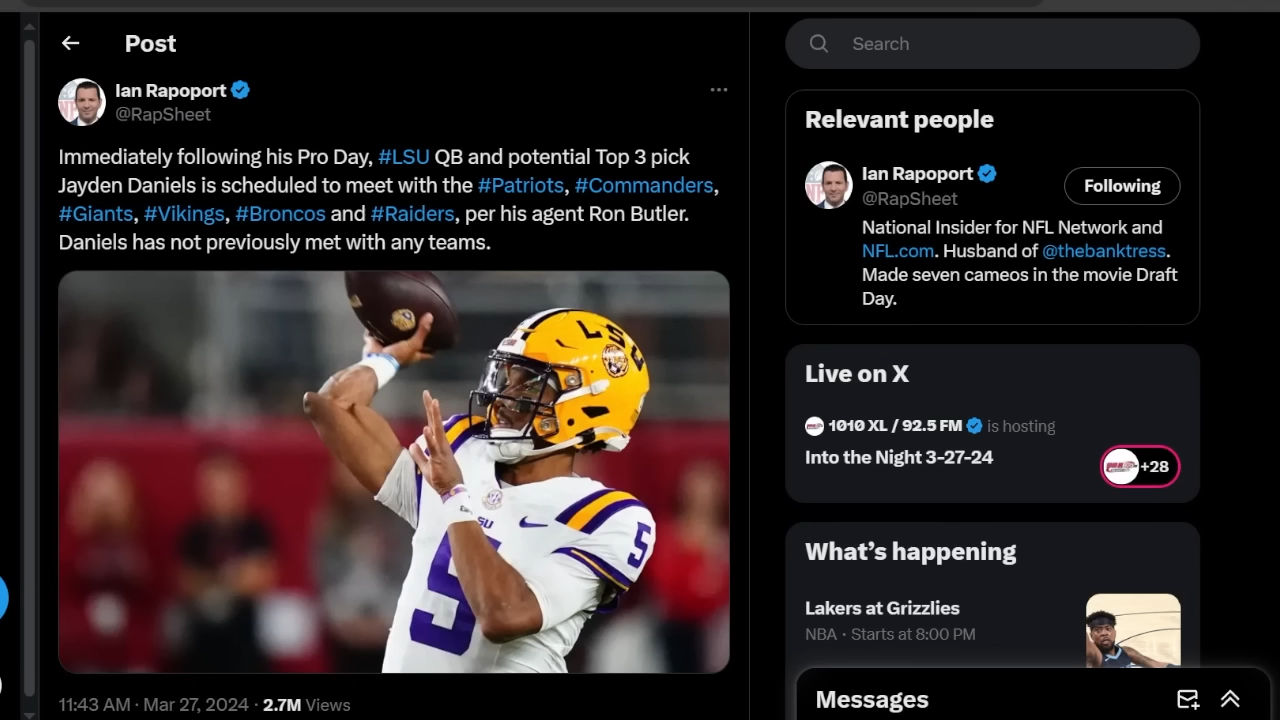 Post
Ian Rapoport
@RapSheet
Immediately following his Pro Day, #LSU QB and potential Top 3 pick
Jayden Daniels is scheduled to meet with the #Patriots, #Commanders,
#Giants, #Vikings, #Broncos and #Raiders, per his agent Ron Butler.
Daniels has not previously met with any teams.
LSU
LSU
5
5
11:43 AM · Mar 27, 2024 · 2.7M Views
Search
Relevant people
Ian Rapoport
@RapSheet
Following
National Insider for NFL Network and
NFL.com. Husband of @thebanktress.
Made seven cameos in the movie Draft
Day.
Live on X
1010 XL / 92.5 FM is hosting
Into the Night 3-27-24
+28
What's happening
Lakers at Grizzlies
NBA · Starts at 8:00 PM
Messages